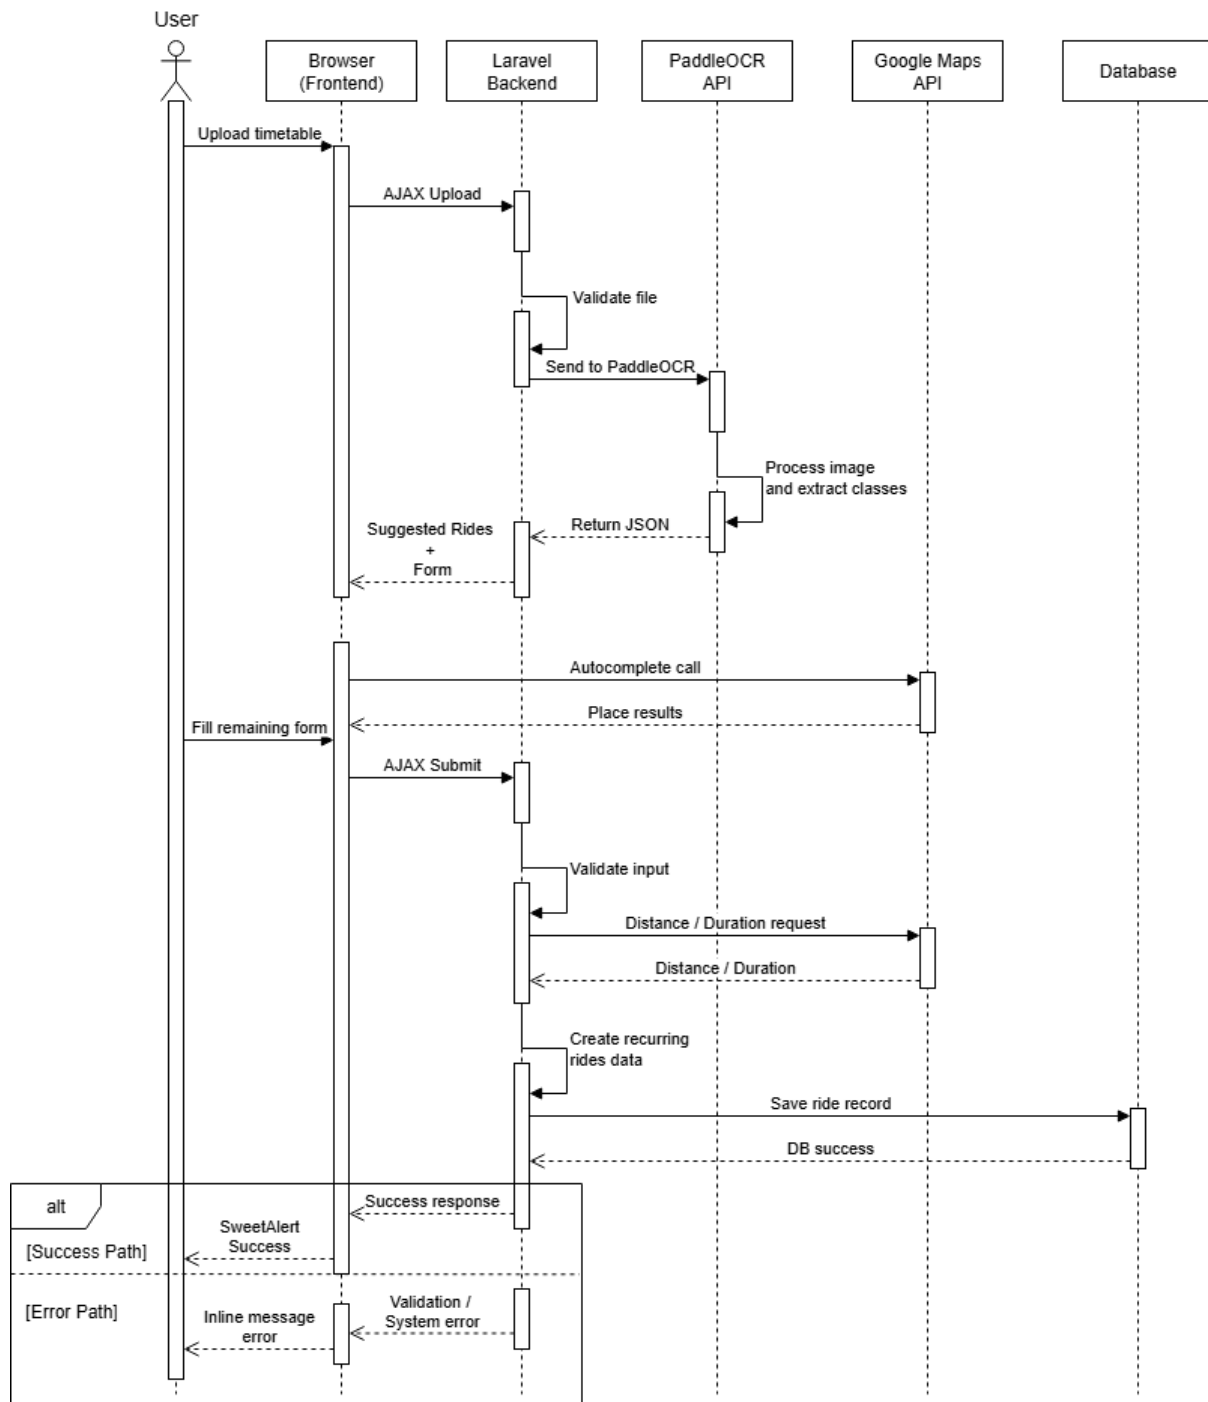 User
Browser
(Frontend)
Laravel
Backend
PaddleOCR
API
Google Maps
API
Database
Upload timetable
AJAX Upload
Validate file
Send to PaddleOCR
Process image
and extract classes
Return JSON
Suggested Rides
+
Form
Autocomplete call
Place results
Fill remaining form
AJAX Submit
Validate input
Distance / Duration request
Distance / Duration
Create recurring
rides data
Save ride record
DB success
alt
Success response
[Success Path]
SweetAlert
Success
[Error Path]
Validation /
System error
Inline message
error